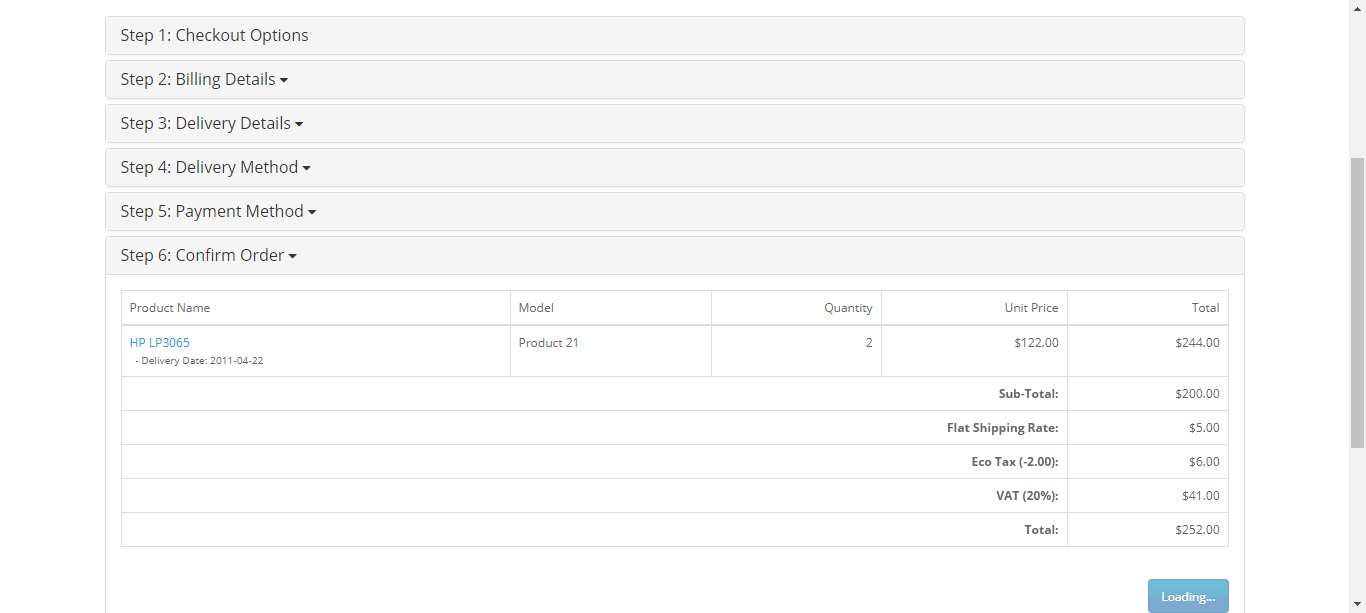 Step 1: Checkout Options
Step 2: Billing Details
Step 3: Delivery Details
Step 4: Delivery Method
Step 5: Payment Method
Step 6: Confirm Order
Product Name Model Quantity Unit Price Total
HP LP3065 Product 21 2 $122.00 $244.00
- Delivery Date: 2011-04-22
Sub-Total: $200.00
Flat Shipping Rate: $5.00
Eco Tax (-2.00): $6.00
VAT (20%): $41.00
Total: $252.00
Loading...